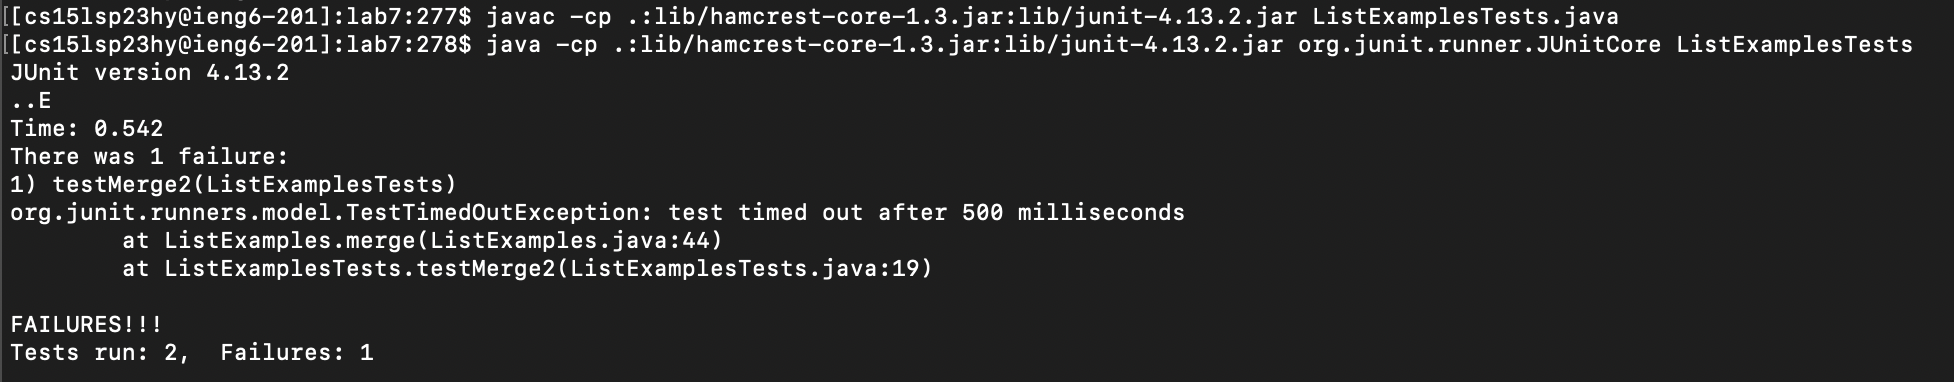 [[cs15lsp23hy@ieng6-201]:lab7:277$ javac -cp .:lib/hamcrest-core-1.3.jar:lib/junit-4.13.2.jar ListExamplesTests.java
[[cs15lsp23hy@ieng6-201]:lab7:278$ java -cp .:lib/hamcrest-core-1.3.jar:lib/junit-4.13.2.jar org.junit.runner.JUnitCore ListExamplesTests
JUnit version 4.13.2
..E
Time: 0.542
There was 1 failure:
1) testMerge2(ListExamplesTests)
org.junit.runners.model.TestTimedOutException: test timed out after 500 milliseconds
        at ListExamples.merge(ListExamples.java:44)
        at ListExamplesTests.testMerge2(ListExamplesTests.java:19)

FAILURES!!!
Tests run: 2,  Failures: 1